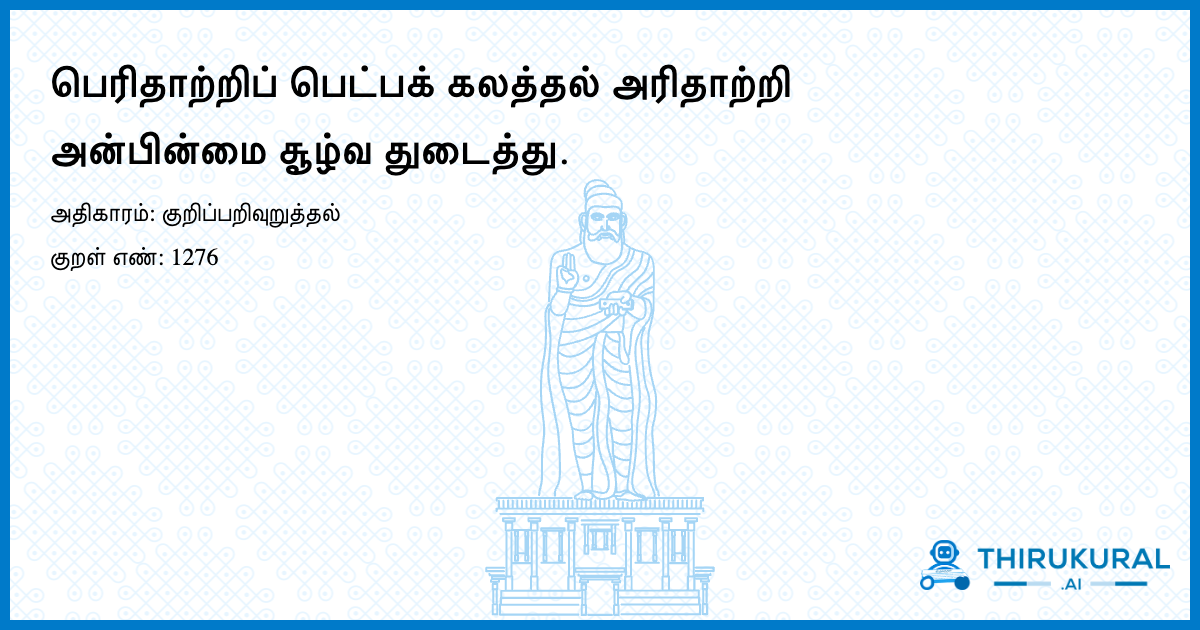 பெரிதாற்றிப் பெட்பக் கலத்தல் அரிதாற்றி
அன்பின்மை சூழ்வ துடைத்து.
அதிகாரம்: குறிப்பறிவுறுத்தல்
குறள் எண்: 1276
THIRUKURAL
.AI